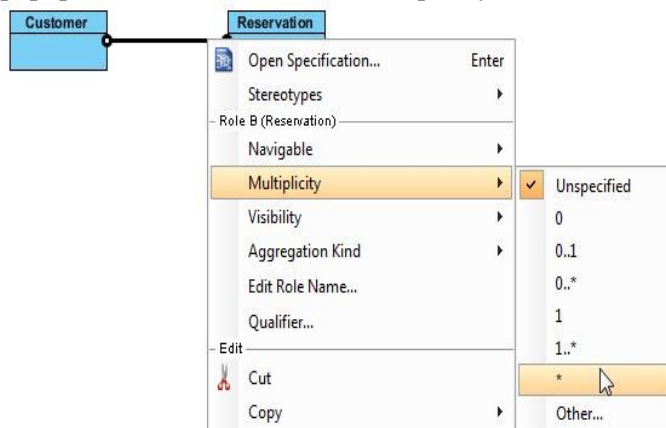 Customer
Reservation
Open Specification... Enter
Stereotypes
Role B (Reservation)
Navigable
Multiplicity
Unspecified
Visibility
0
Aggregation Kind
0..1
Edit Role Name...
0..*
Qualifier...
1
Edit
1..*
Cut
*
Copy
Other...